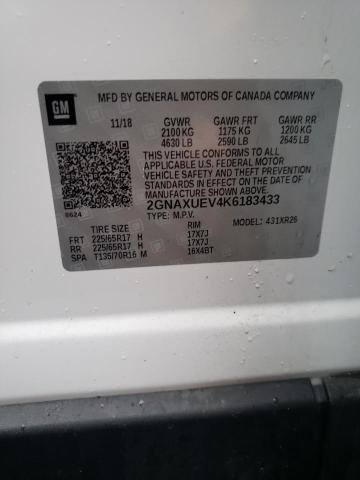 GM MFD BY GENERAL MOTORS OF CANADA COMPANY
11/18 GVWR GAWR FRT GAWR RR
2100 KG 1175 KG 1200 KG
4630 LB 2590 LB 2645 LB
THIS VEHICLE CONFORMS TO ALL
APPLICABLE U.S. FEDERAL MOTOR VEHICLE
SAFETY STANDARDS IN EFFECT ON THE DATE OF
MANUFACTURE SHOWN ABOVE.
2GNAXUEV4K6183433
0624 TYPE: M.P.V. MODEL: 431XR26
TIRE SIZE RIM
FRT 225/65R17 H 17X7J
RR 225/65R17 H 17X7J
SPA T135/70R16 M 16X4BT